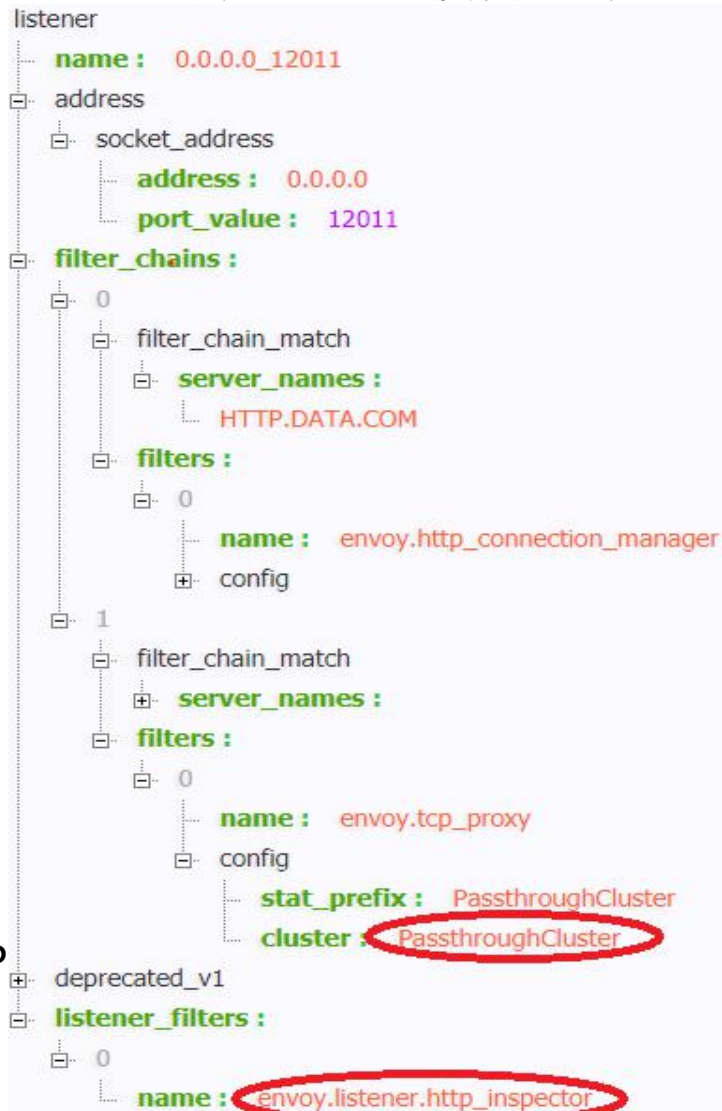 listener
name : 0.0.0.0_12011
address
socket_address
address : 0.0.0.0
port_value : 12011
filter_chains :
0
filter_chain_match
server_names :
HTTP.DATA.COM
filters :
0
name : envoy.http_connection_manager
config
1
filter_chain_match
server_names :
filters :
0
name : envoy.tcp_proxy
config
stat_prefix : PassthroughCluster
cluster : PassthroughCluster
deprecated_v1
listener_filters :
0
name : envoy.listener.http_inspector